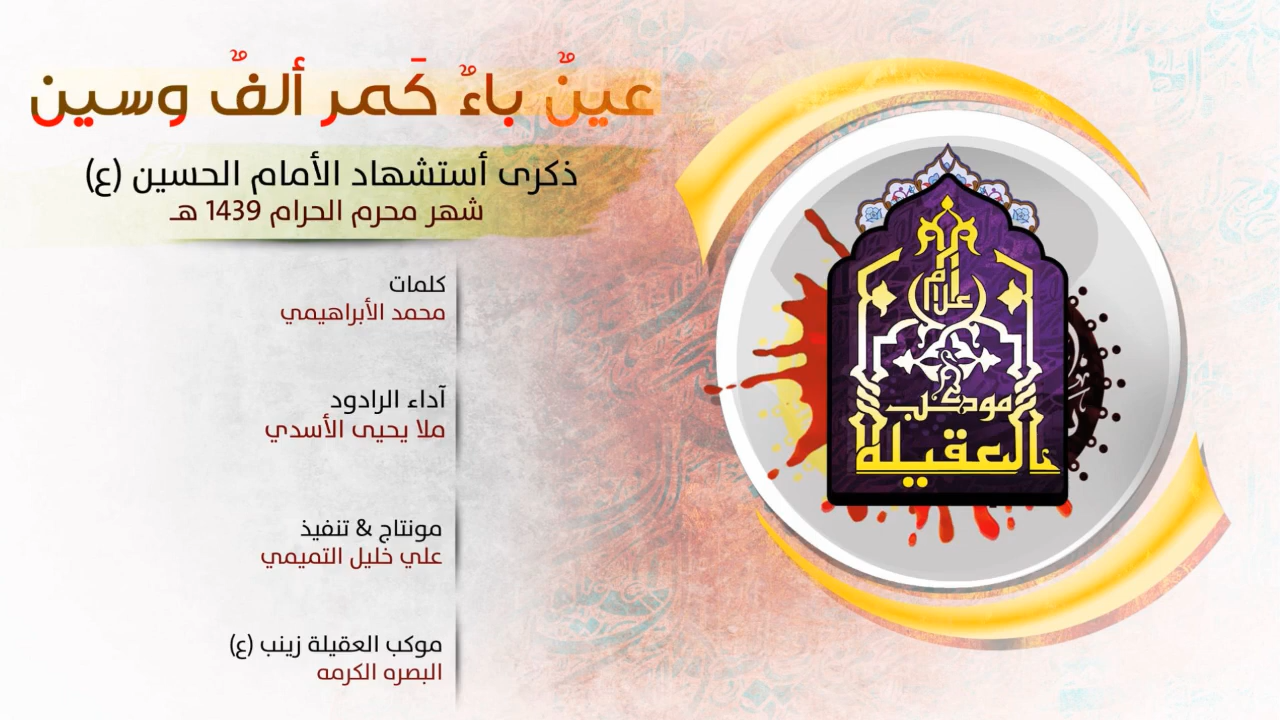 عينٌ باءٌ كَمر ألفٌ وسين
ذكرى أستشهاد الأمام الحسين (ع)
شهر محرم الحرام 1439 هـ
كلمات
محمد الأبراهيمي
آداء الرادود
ملا يحيى الأسدي
مونتاج & تنفيذ
علي خليل التميمي
موكب العقيلة زينب (ع)
البصره الكرمه
موكب
العقيلة